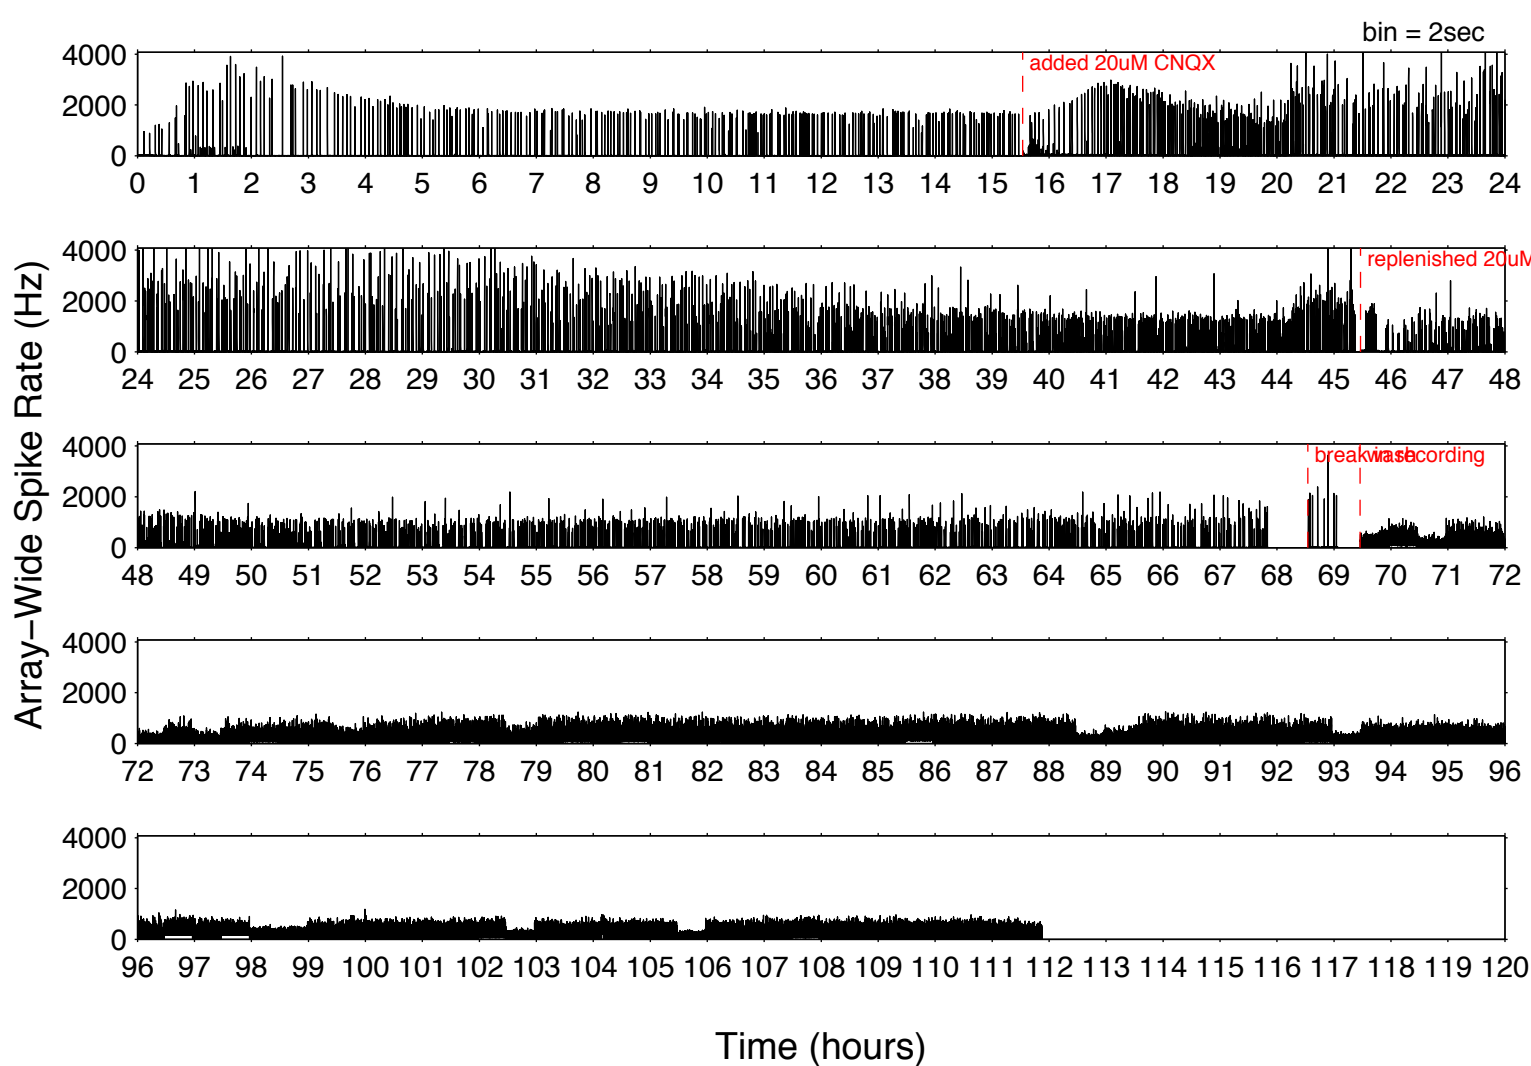 bin = 2sec
Array-Wide Spike Rate (Hz)
4000
added 20uM CNQX
2000
0
0 1 2 3 4 5 6 7 8 9 10 11 12 13 14 15 16 17 18 19 20 21 22 23 24
4000
replenished 20uM
2000
0
24 25 26 27 28 29 30 31 32 33 34 35 36 37 38 39 40 41 42 43 44 45 46 47 48
4000
break in recording
wash
2000
0
48 49 50 51 52 53 54 55 56 57 58 59 60 61 62 63 64 65 66 67 68 69 70 71 72
4000
2000
0
72 73 74 75 76 77 78 79 80 81 82 83 84 85 86 87 88 89 90 91 92 93 94 95 96
4000
2000
0
96 97 98 99 100 101 102 103 104 105 106 107 108 109 110 111 112 113 114 115 116 117 118 119 120
Time (hours)